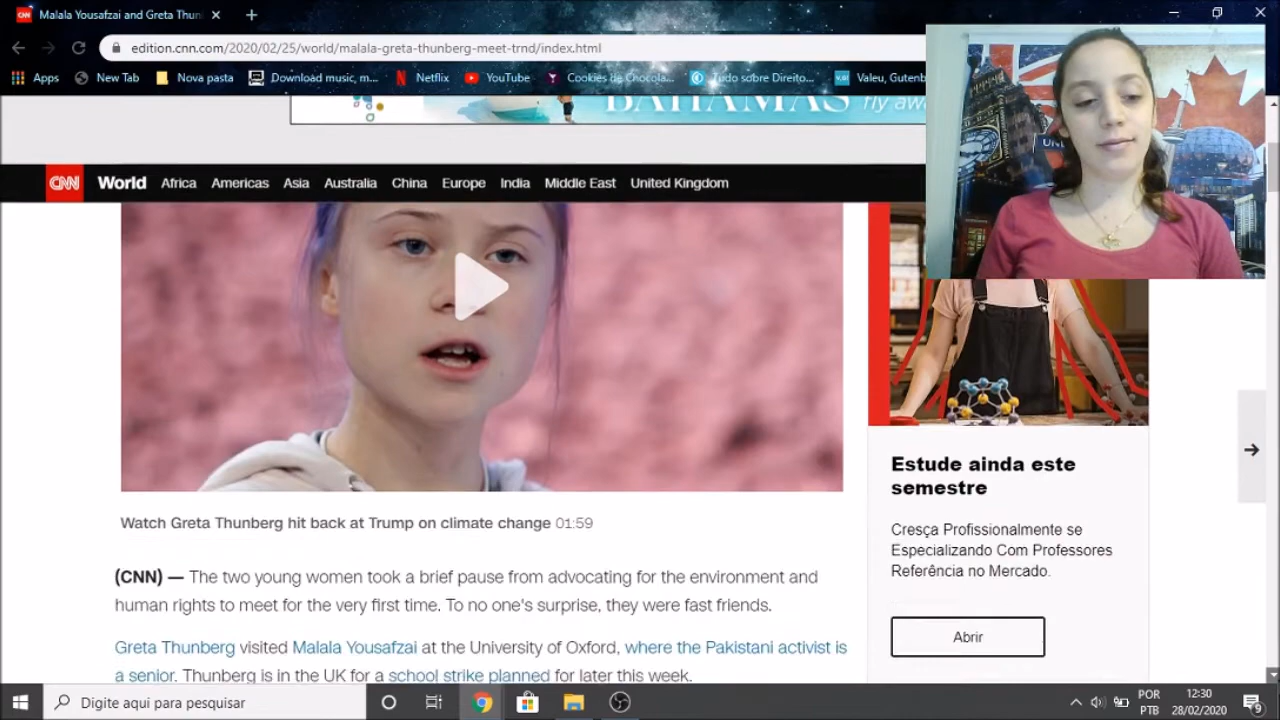 Malala Yousafzai and Greta Thun
edition.cnn.com/2020/02/25/world/malala-greta-thunberg-meet-trnd/index.html
Apps
New Tab
Nova pasta
Download music, m...
Netflix
YouTube
Cookies de Chocola...
Tudo sobre Direito...
Valeu, Gutenb
BAHAMAS fly awa
CNN World Africa Americas Asia Australia China Europe India Middle East United Kingdom
Watch Greta Thunberg hit back at Trump on climate change 01:59
(CNN) — The two young women took a brief pause from advocating for the environment and
human rights to meet for the very first time. To no one's surprise, they were fast friends.
Greta Thunberg visited Malala Yousafzai at the University of Oxford, where the Pakistani activist is
a senior. Thunberg is in the UK for a school strike planned for later this week.
Estude ainda este
semestre
Cresça Profissionalmente se
Especializando Com Professores
Referência no Mercado.
Abrir
Digite aqui para pesquisar
POR
PTB
12:30
28/02/2020
9